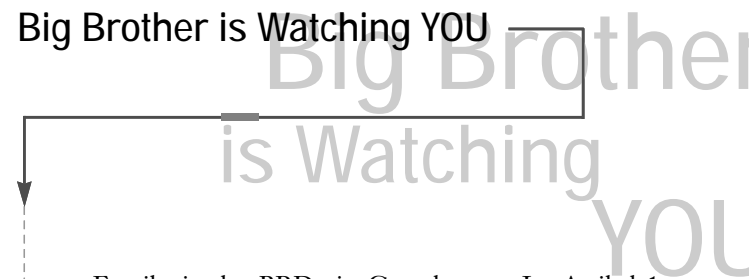 Big Brother is Watching YOU
Big Brother
is Watching
YOU